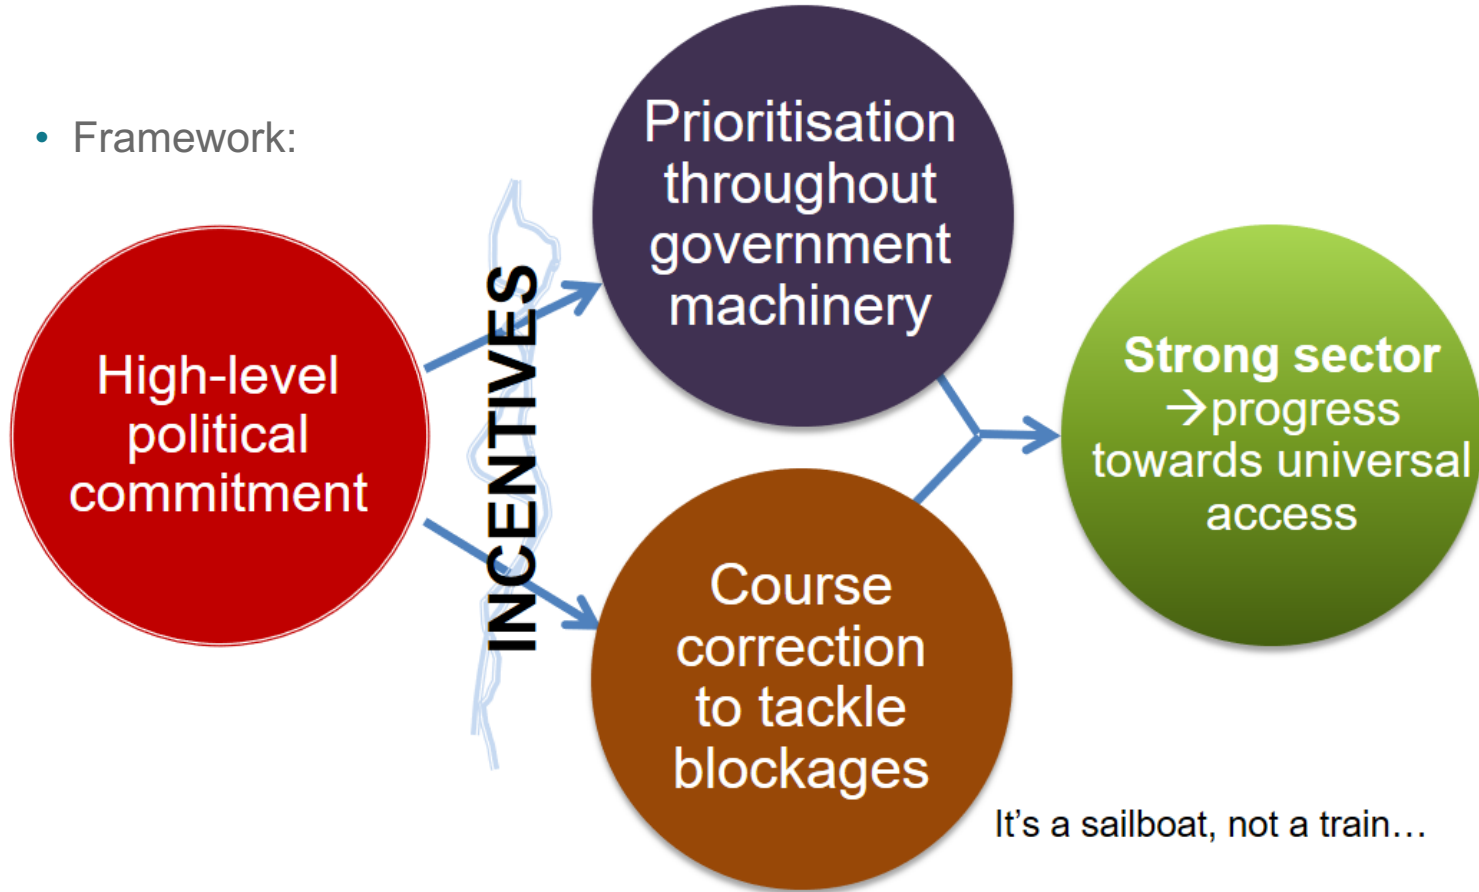 • Framework:
High-level
political
commitment
INCENTIVES
Prioritisation
throughout
government
machinery
Course
correction
to tackle
blockages
Strong sector
→progress
towards universal
access
It’s a sailboat, not a train…